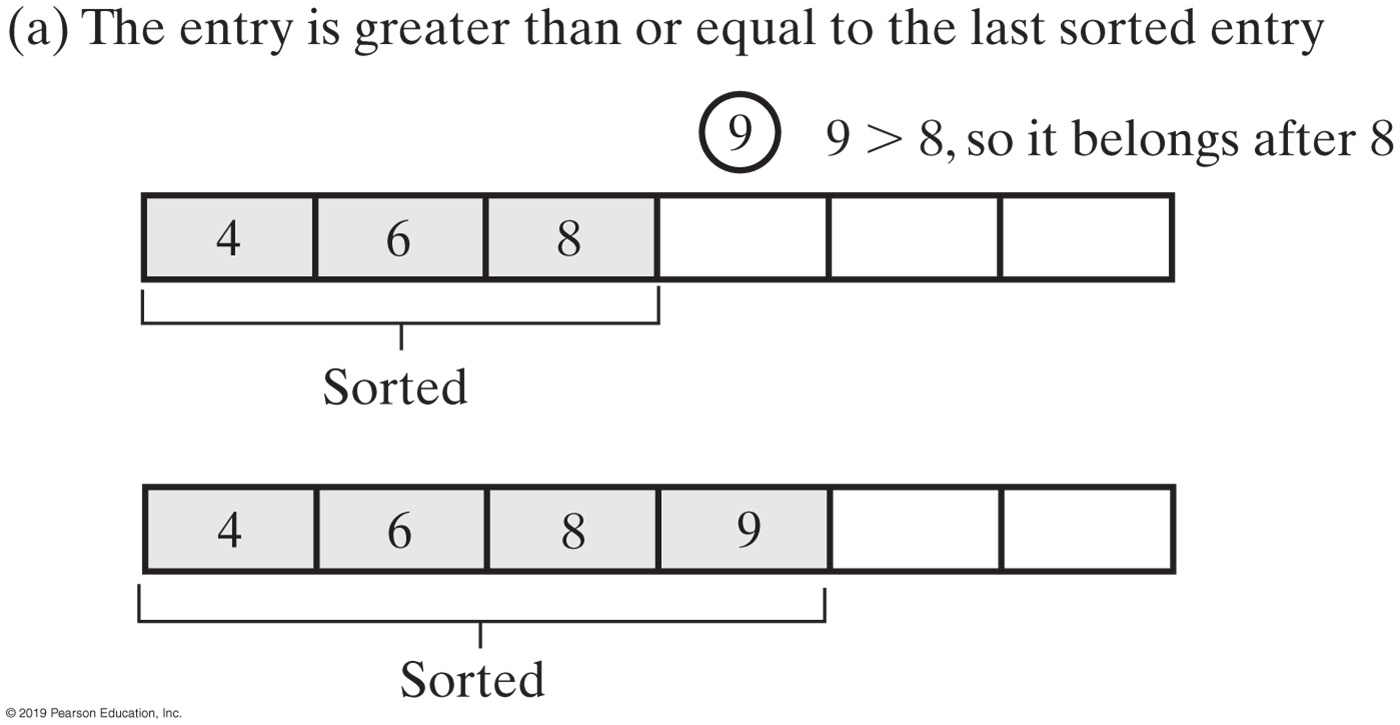 (a) The entry is greater than or equal to the last sorted entry
9 9 > 8, so it belongs after 8
4 6 8
Sorted
4 6 8 9
Sorted
© 2019 Pearson Education, Inc.